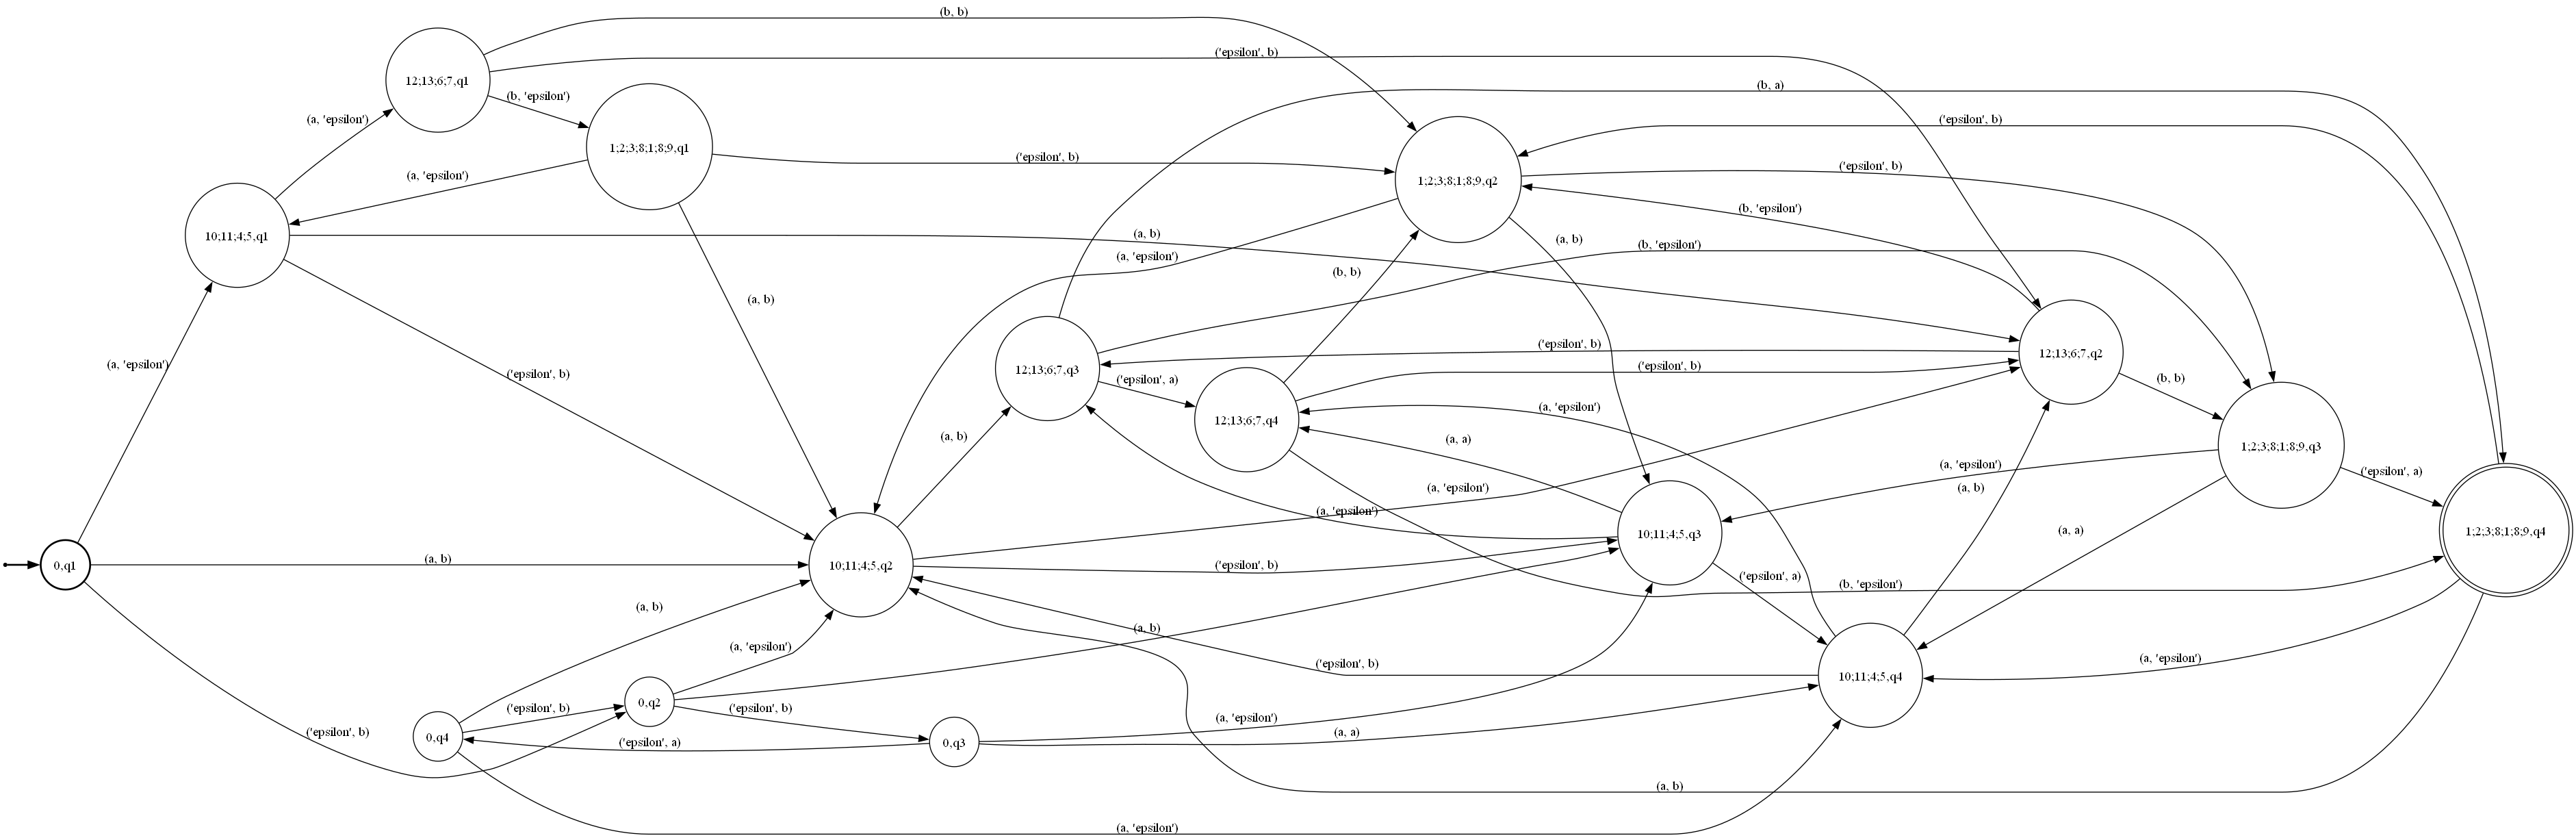 (b, b)
('epsilon', b)
12;13;6;7,q1
(b, a)
(b, 'epsilon')
(a, 'epsilon')
('epsilon', b)
1;2;3;8;1;8;9,q1
('epsilon', b)
('epsilon', b)
(a, 'epsilon')
1;2;3;8;1;8;9,q2
(b, 'epsilon')
10;11;4;5,q1
(a, b)
(a, b)
(b, 'epsilon')
(a, 'epsilon')
(b, b)
(a, b)
('epsilon', b)
12;13;6;7,q2
(a, 'epsilon')
('epsilon', b)
12;13;6;7,q3
('epsilon', a)
('epsilon', b)
(b, b)
(a, 'epsilon')
12;13;6;7,q4
(a, b)
(a, a)
1;2;3;8;1;8;9,q3
(a, 'epsilon')
('epsilon', a)
(a, 'epsilon')
(a, b)
(a, 'epsilon')
10;11;4;5,q3
(a, a)
1;2;3;8;1;8;9,q4
(a, b)
0,q1
10;11;4;5,q2
('epsilon', b)
('epsilon', a)
(b, 'epsilon')
(a, b)
(a, b)
(a, 'epsilon')
('epsilon', b)
(a, 'epsilon')
10;11;4;5,q4
0,q2
('epsilon', b)
('epsilon', b)
(a, 'epsilon')
('epsilon', b)
(a, a)
0,q4
('epsilon', a)
0,q3
(a, b)
(a, 'epsilon')